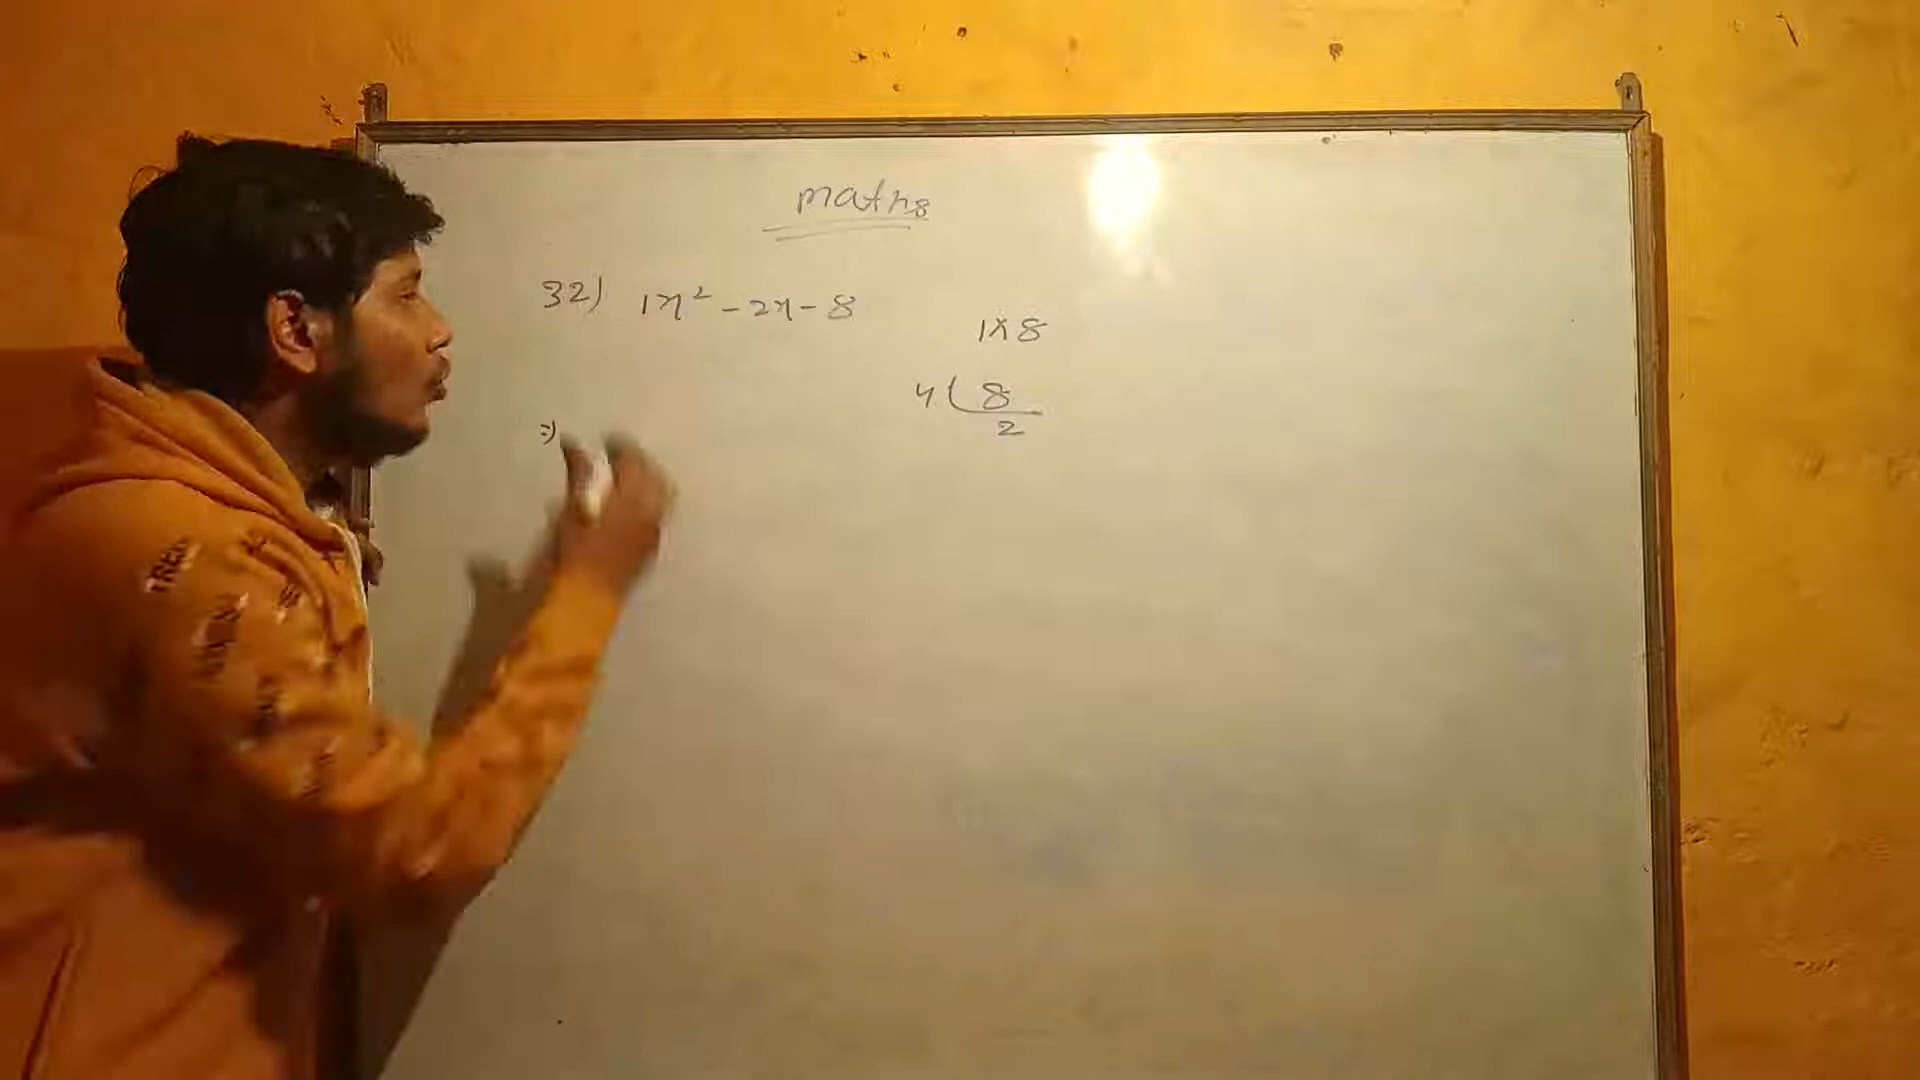 maths
32) 1x² - 2x - 8
1x8
4 ( 8
2
=)